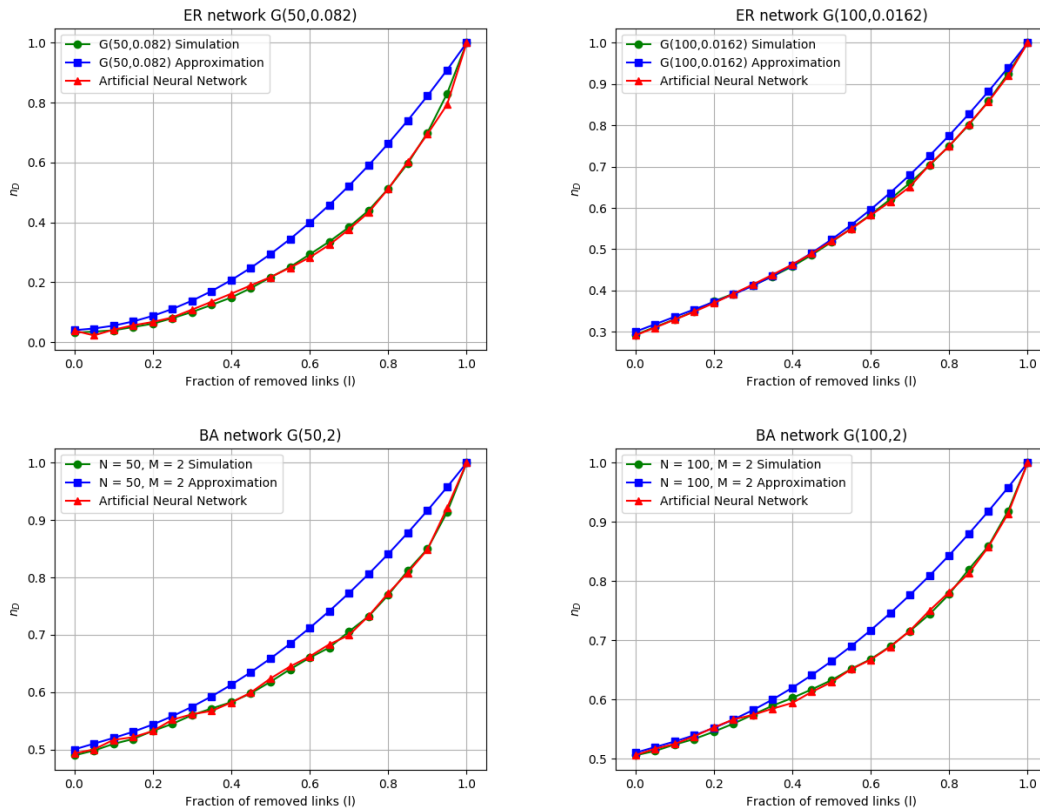 ER network G(50,0.082)
G(50,0.082) Simulation
G(50,0.082) Approximation
Artificial Neural Network
1.0
0.8
0.6
0.4
0.2
0.0
n_D
0.0 0.2 0.4 0.6 0.8 1.0
Fraction of removed links (l)
ER network G(100,0.0162)
G(100,0.0162) Simulation
G(100,0.0162) Approximation
Artificial Neural Network
1.0
0.9
0.8
0.7
0.6
0.5
0.4
0.3
n_D
0.0 0.2 0.4 0.6 0.8 1.0
Fraction of removed links (l)
BA network G(50,2)
N = 50, M = 2 Simulation
N = 50, M = 2 Approximation
Artificial Neural Network
1.0
0.9
0.8
0.7
0.6
0.5
n_D
0.0 0.2 0.4 0.6 0.8 1.0
Fraction of removed links (l)
BA network G(100,2)
N = 100, M = 2 Simulation
N = 100, M = 2 Approximation
Artificial Neural Network
1.0
0.9
0.8
0.7
0.6
0.5
n_D
0.0 0.2 0.4 0.6 0.8 1.0
Fraction of removed links (l)